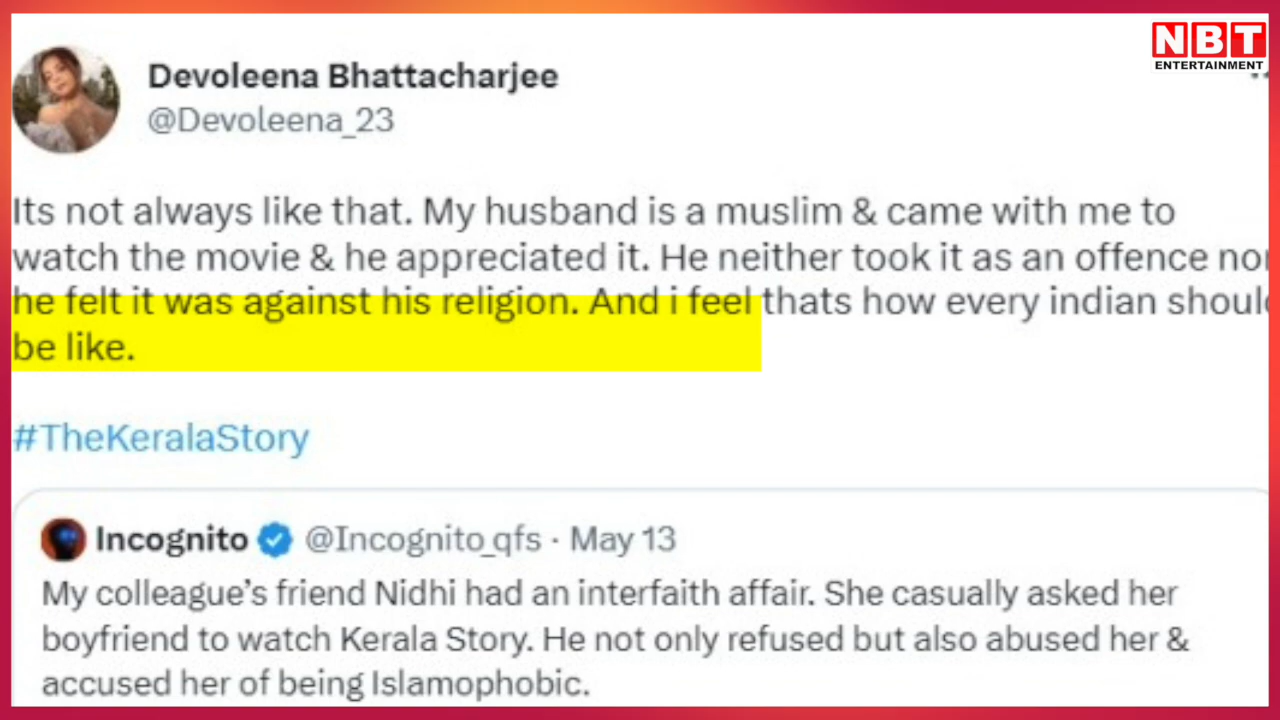 NBT
ENTERTAINMENT
Devoleena Bhattacharjee
@Devoleena_23
Its not always like that. My husband is a muslim & came with me to
watch the movie & he appreciated it. He neither took it as an offence nor
he felt it was against his religion. And i feel thats how every indian shoul
be like.
#TheKeralaStory
Incognito @Incognito_qfs · May 13
My colleague’s friend Nidhi had an interfaith affair. She casually asked her
boyfriend to watch Kerala Story. He not only refused but also abused her &
accused her of being Islamophobic.